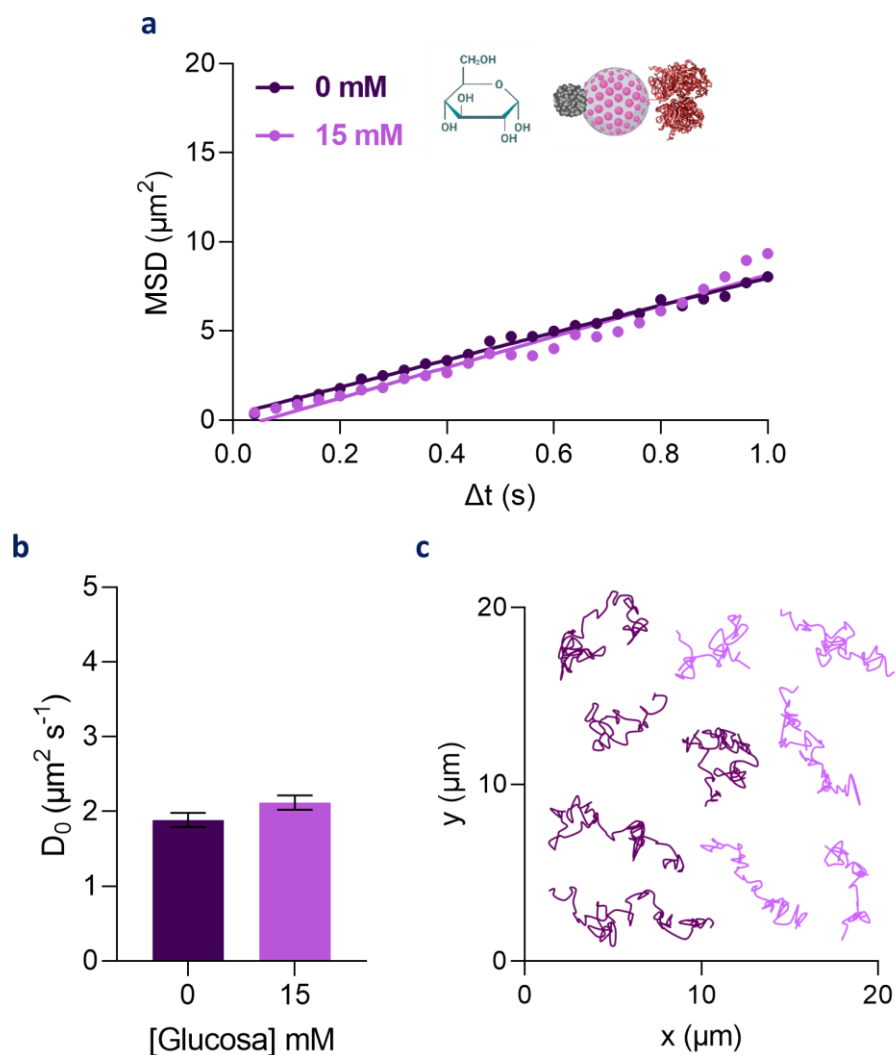 a
MSD (µm²)
20
15
10
5
0
0 mM
15 mM
CH₂OH
O
OH
OH
OH
OH
0.0 0.2 0.4 0.6 0.8 1.0
Δt (s)
b
D₀ (µm² s⁻¹)
5
4
3
2
1
0
0 15
[Glucosa] mM
c
y (µm)
20
10
0
0 10 20
x (µm)